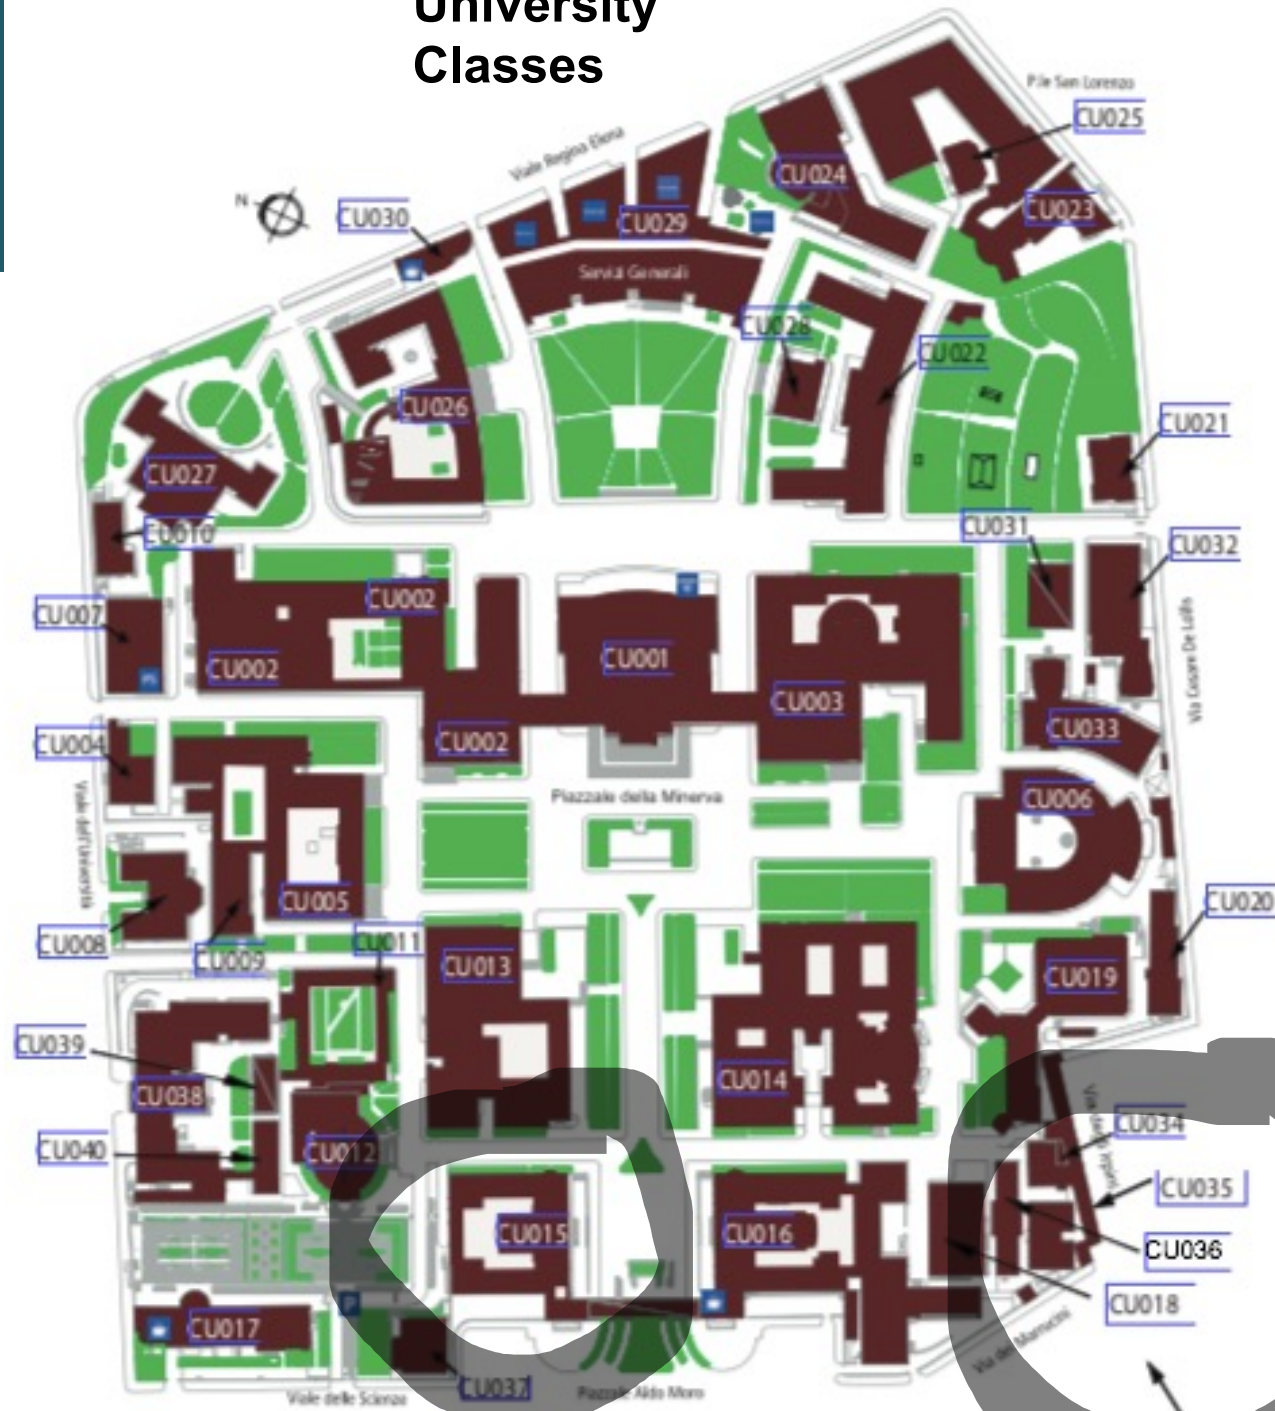 University
Classes
P.le San Lorenzo
CU025
Viale Regina Elena
CU024
N
CU030
CU029
CU023
Servizi Generali
CU028
CU022
CU026
CU021
CU027
CU031
CU010
CU032
CU002
CU007
CU001
CU002
CU003
Via Cesare De Lollis
CU004
CU002
CU033
Piazzale della Minerva
CU006
Viale dell'Università
CU005
CU020
CU008
CU011
CU009
CU013
CU019
CU039
CU038
CU014
CU034
CU040
CU012
CU035
CU015
CU016
CU036
CU018
P
CU017
CU037
Via dei Marrucini
Viale delle Scienze
Piazzale Aldo Moro